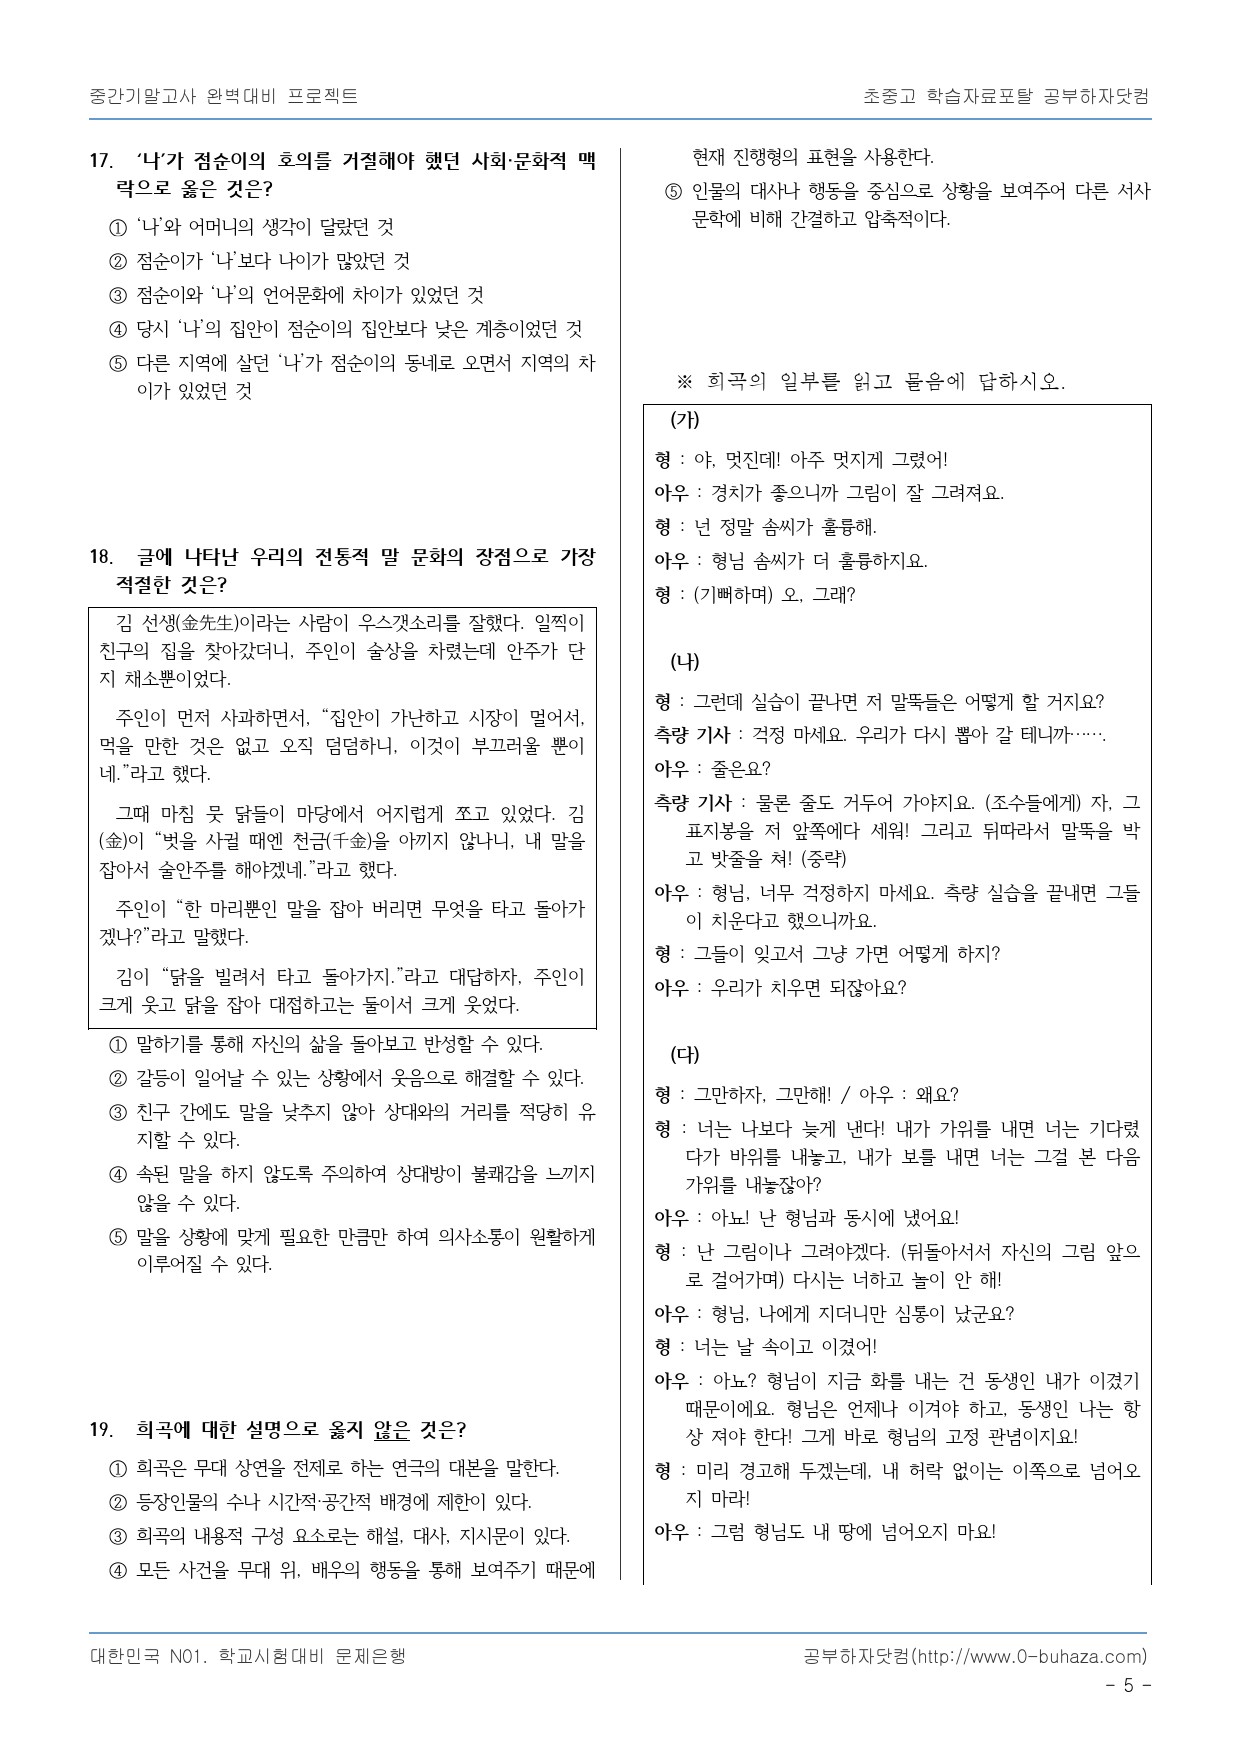 중간기말고사 완벽대비 프로젝트
초중고 학습자료포탈 공부하자닷컴
17. ‘나’가 점순이의 호의를 거절해야 했던 사회·문화적 맥
락으로 옳은 것은?
① ‘나’와 어머니의 생각이 달랐던 것
② 점순이가 ‘나’보다 나이가 많았던 것
③ 점순이와 ‘나’의 언어문화에 차이가 있었던 것
④ 당시 ‘나’의 집안이 점순이의 집안보다 낮은 계층이었던 것
⑤ 다른 지역에 살던 ‘나’가 점순이의 동네로 오면서 지역의 차
이가 있었던 것
18. 글에 나타난 우리의 전통적 말 문화의 장점으로 가장
적절한 것은?
김 선생(金先生)이라는 사람이 우스갯소리를 잘했다. 일찍이
친구의 집을 찾아갔더니, 주인이 술상을 차렸는데 안주가 단
지 채소뿐이었다.
주인이 먼저 사과하면서, “집안이 가난하고 시장이 멀어서,
먹을 만한 것은 없고 오직 덤덤하니, 이것이 부끄러울 뿐이
네.”라고 했다.
그때 마침 뭇 닭들이 마당에서 어지럽게 쪼고 있었다. 김
(金)이 “벗을 사귈 때엔 천금(千金)을 아끼지 않나니, 내 말을
잡아서 술안주를 해야겠네.”라고 했다.
주인이 “한 마리뿐인 말을 잡아 버리면 무엇을 타고 돌아가
겠나?”라고 말했다.
김이 “닭을 빌려서 타고 돌아가지.”라고 대답하자, 주인이
크게 웃고 닭을 잡아 대접하고는 둘이서 크게 웃었다.
① 말하기를 통해 자신의 삶을 돌아보고 반성할 수 있다.
② 갈등이 일어날 수 있는 상황에서 웃음으로 해결할 수 있다.
③ 친구 간에도 말을 낮추지 않아 상대와의 거리를 적당히 유
지할 수 있다.
④ 속된 말을 하지 않도록 주의하여 상대방이 불쾌감을 느끼지
않을 수 있다.
⑤ 말을 상황에 맞게 필요한 만큼만 하여 의사소통이 원활하게
이루어질 수 있다.
19. 희곡에 대한 설명으로 옳지 않은 것은?
① 희곡은 무대 상연을 전제로 하는 연극의 대본을 말한다.
② 등장인물의 수나 시간적·공간적 배경에 제한이 있다.
③ 희곡의 내용적 구성 요소로는 해설, 대사, 지시문이 있다.
④ 모든 사건을 무대 위, 배우의 행동을 통해 보여주기 때문에
현재 진행형의 표현을 사용한다.
⑤ 인물의 대사나 행동을 중심으로 상황을 보여주어 다른 서사
문학에 비해 간결하고 압축적이다.
※ 희곡의 일부를 읽고 물음에 답하시오.
(가)
형 : 야, 멋진데! 아주 멋지게 그렸어!
아우 : 경치가 좋으니까 그림이 잘 그려져요.
형 : 넌 정말 솜씨가 훌륭해.
아우 : 형님 솜씨가 더 훌륭하지요.
형 : (기뻐하며) 오, 그래?
(나)
형 : 그런데 실습이 끝나면 저 말뚝들은 어떻게 할 거지요?
측량 기사 : 걱정 마세요. 우리가 다시 뽑아 갈 테니까…….
아우 : 줄은요?
측량 기사 : 물론 줄도 거두어 가야지요. (조수들에게) 자, 그
표지봉을 저 앞쪽에다 세워! 그리고 뒤따라서 말뚝을 박
고 밧줄을 쳐! (중략)
아우 : 형님, 너무 걱정하지 마세요. 측량 실습을 끝내면 그들
이 치운다고 했으니까요.
형 : 그들이 잊고서 그냥 가면 어떻게 하지?
아우 : 우리가 치우면 되잖아요?
(다)
형 : 그만하자, 그만해! / 아우 : 왜요?
형 : 너는 나보다 늦게 낸다! 내가 가위를 내면 너는 기다렸
다가 바위를 내놓고, 내가 보를 내면 너는 그걸 본 다음
가위를 내놓잖아?
아우 : 아뇨! 난 형님과 동시에 냈어요!
형 : 난 그림이나 그려야겠다. (뒤돌아서서 자신의 그림 앞으
로 걸어가며) 다시는 너하고 놀이 안 해!
아우 : 형님, 나에게 지더니만 심통이 났군요?
형 : 너는 날 속이고 이겼어!
아우 : 아뇨? 형님이 지금 화를 내는 건 동생인 내가 이겼기
때문이에요. 형님은 언제나 이겨야 하고, 동생인 나는 항
상 져야 한다! 그게 바로 형님의 고정 관념이지요!
형 : 미리 경고해 두겠는데, 내 허락 없이는 이쪽으로 넘어오
지 마라!
아우 : 그럼 형님도 내 땅에 넘어오지 마요!
대한민국 N01. 학교시험대비 문제은행
공부하자닷컴(http://www.0-buhaza.com)
- 5 -